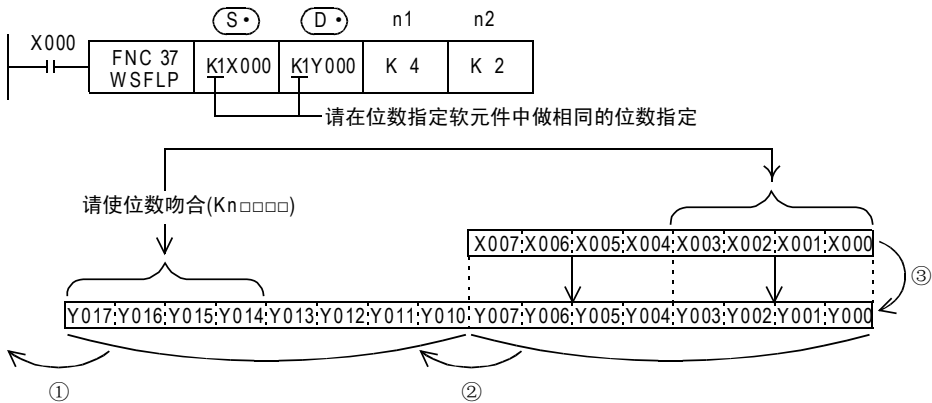 S· D· n1 n2
X000
FNC 37
WSFLP
K1X000
K1Y000
K 4
K 2
请在位数指定软元件中做相同的位数指定
请使位数吻合(Kn□□□□)
X007 X006 X005 X004 X003 X002 X001 X000
③
Y017 Y016 Y015 Y014 Y013 Y012 Y011 Y010 Y007 Y006 Y005 Y004 Y003 Y002 Y001 Y000
① ②